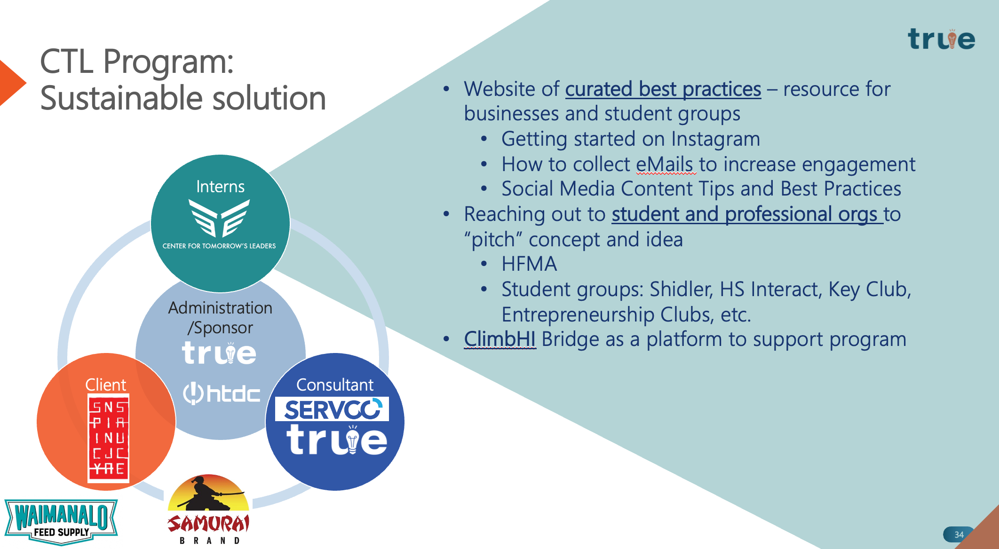 true
CTL Program:
Sustainable solution
• Website of curated best practices – resource for
businesses and student groups
• Getting started on Instagram
• How to collect eMails to increase engagement
• Social Media Content Tips and Best Practices
• Reaching out to student and professional orgs to
“pitch” concept and idea
• HFMA
• Student groups: Shidler, HS Interact, Key Club,
Entrepreneurship Clubs, etc.
• ClimbHI Bridge as a platform to support program
Interns
CENTER FOR TOMORROW'S LEADERS
Administration
/Sponsor
true
htdc
Client
SNS
PIA
INU
CJC
YAE
Consultant
SERVCO
true
WAIMANALO
FEED SUPPLY
SAMURAI
BRAND
34